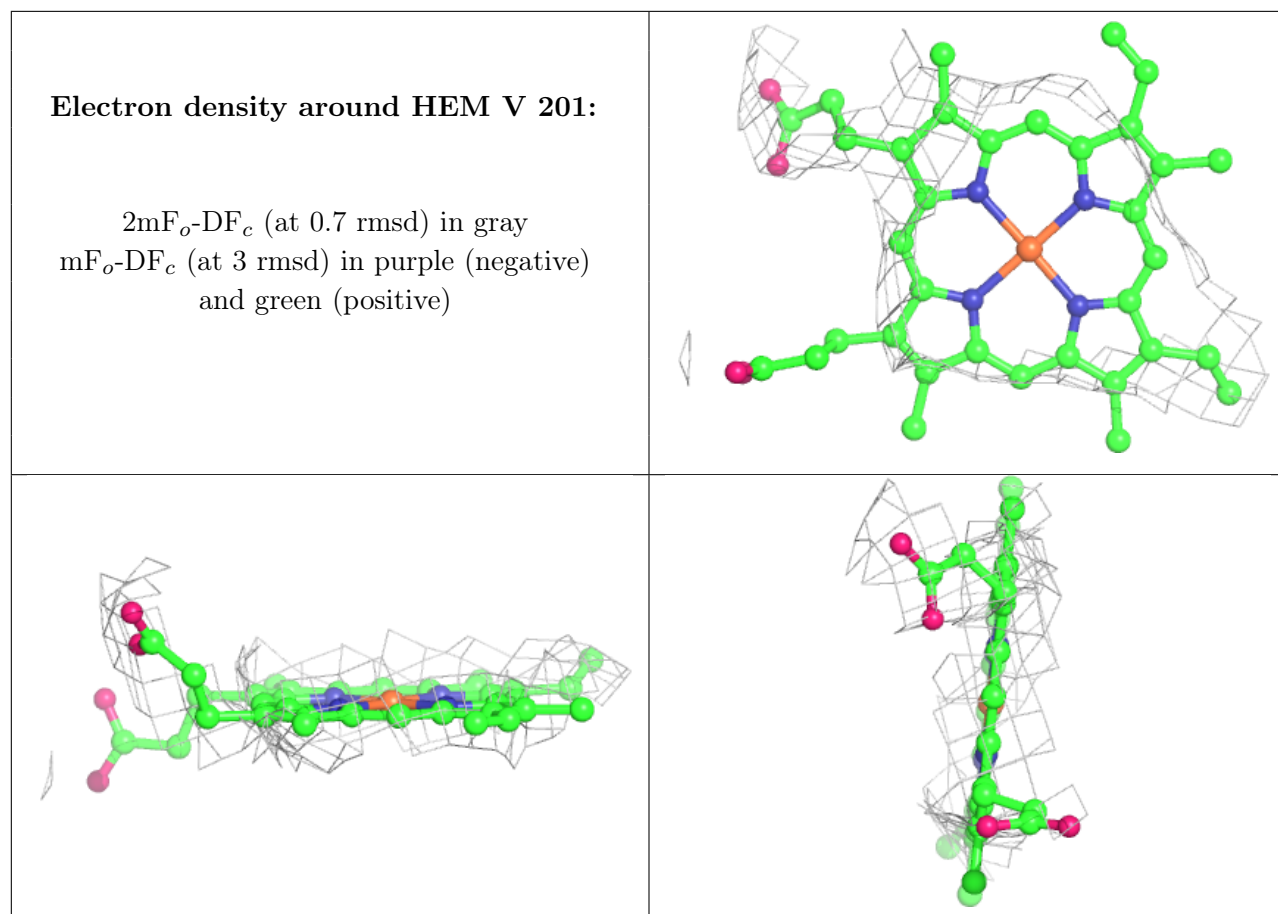 Electron density around HEM V 201:
2mFo-DFc (at 0.7 rmsd) in gray
mFo-DFc (at 3 rmsd) in purple (negative)
and green (positive)